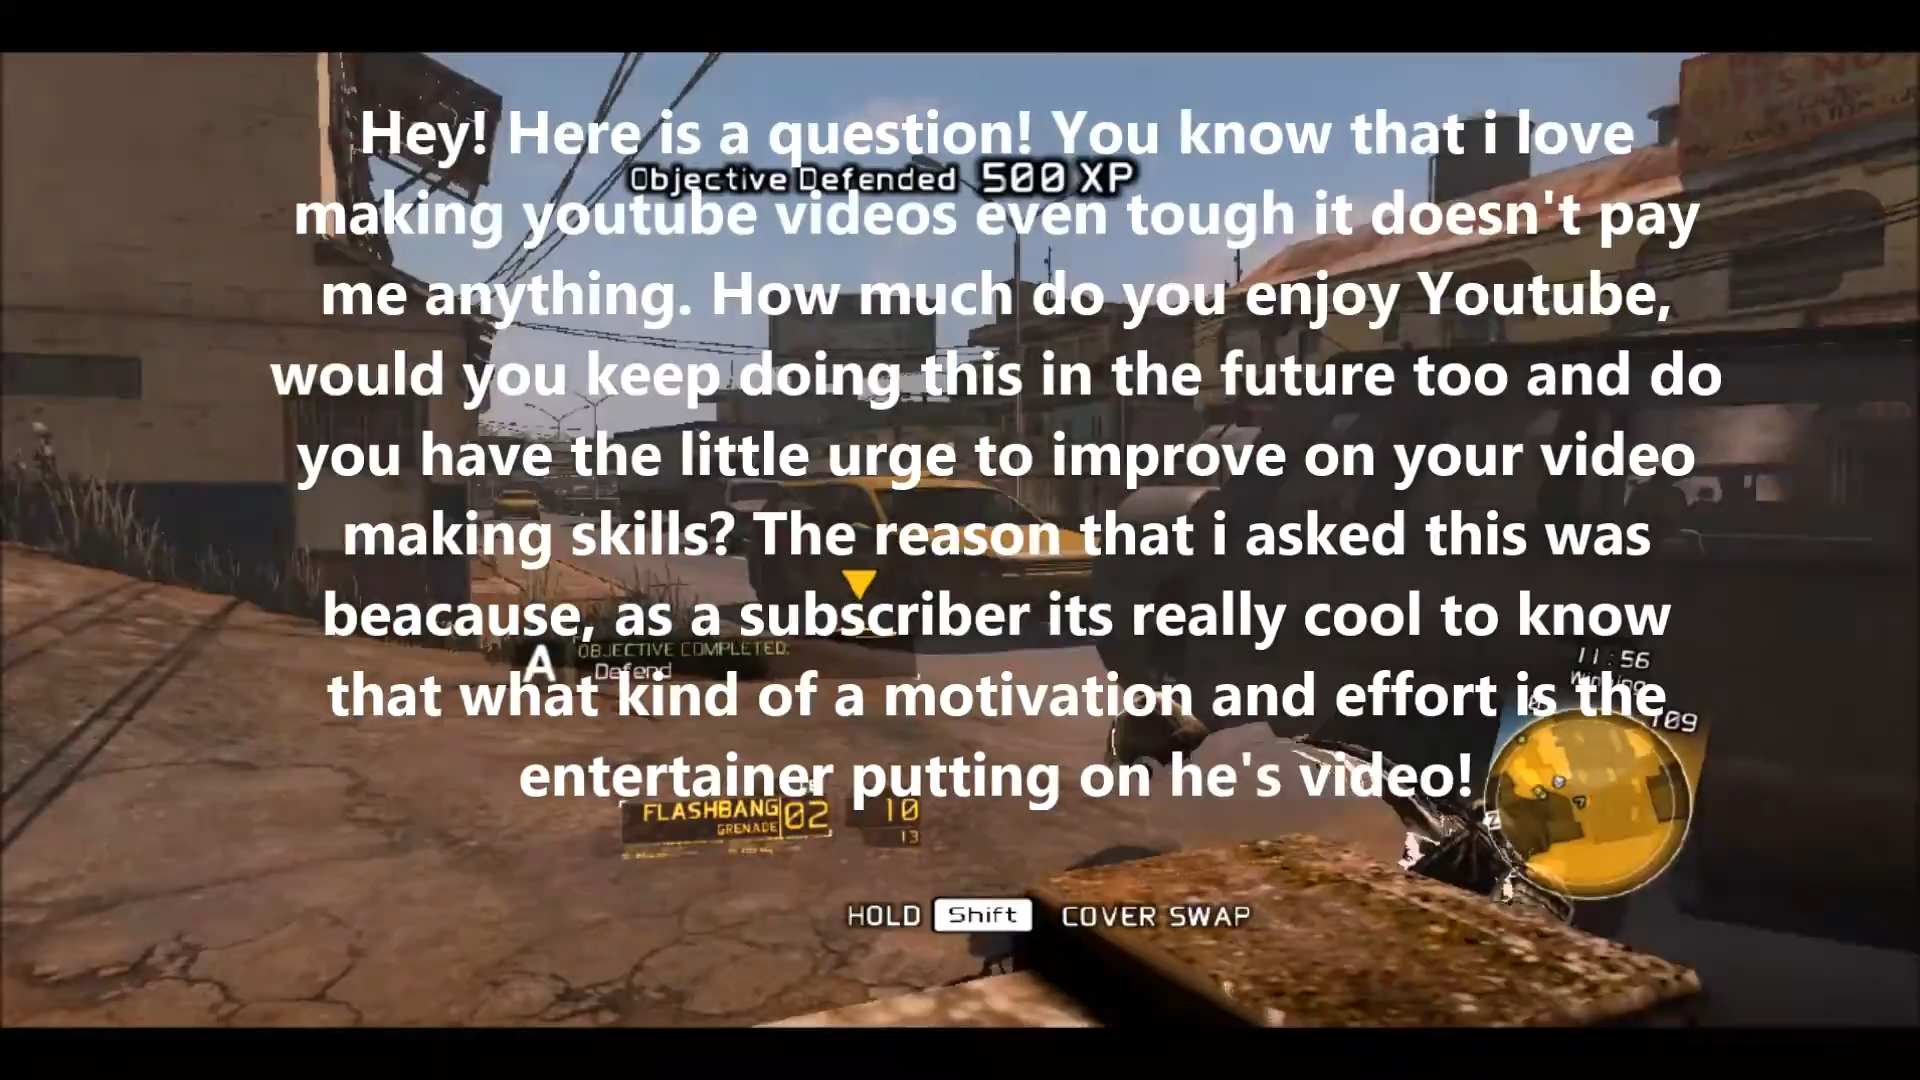 Hey! Here is a question! You know that i love
Objective Defended 500 XP
making youtube videos even tough it doesn't pay
me anything. How much do you enjoy Youtube,
would you keep doing this in the future too and do
you have the little urge to improve on your video
making skills? The reason that i asked this was
beacause, as a subscriber its really cool to know
that what kind of a motivation and effort is the
entertainer putting on he's video!
A OBJECTIVE COMPLETED:
Defend
11:56
Winning
109
FLASHBANG 02
GRENADE
10
13
HOLD Shift COVER SWAP